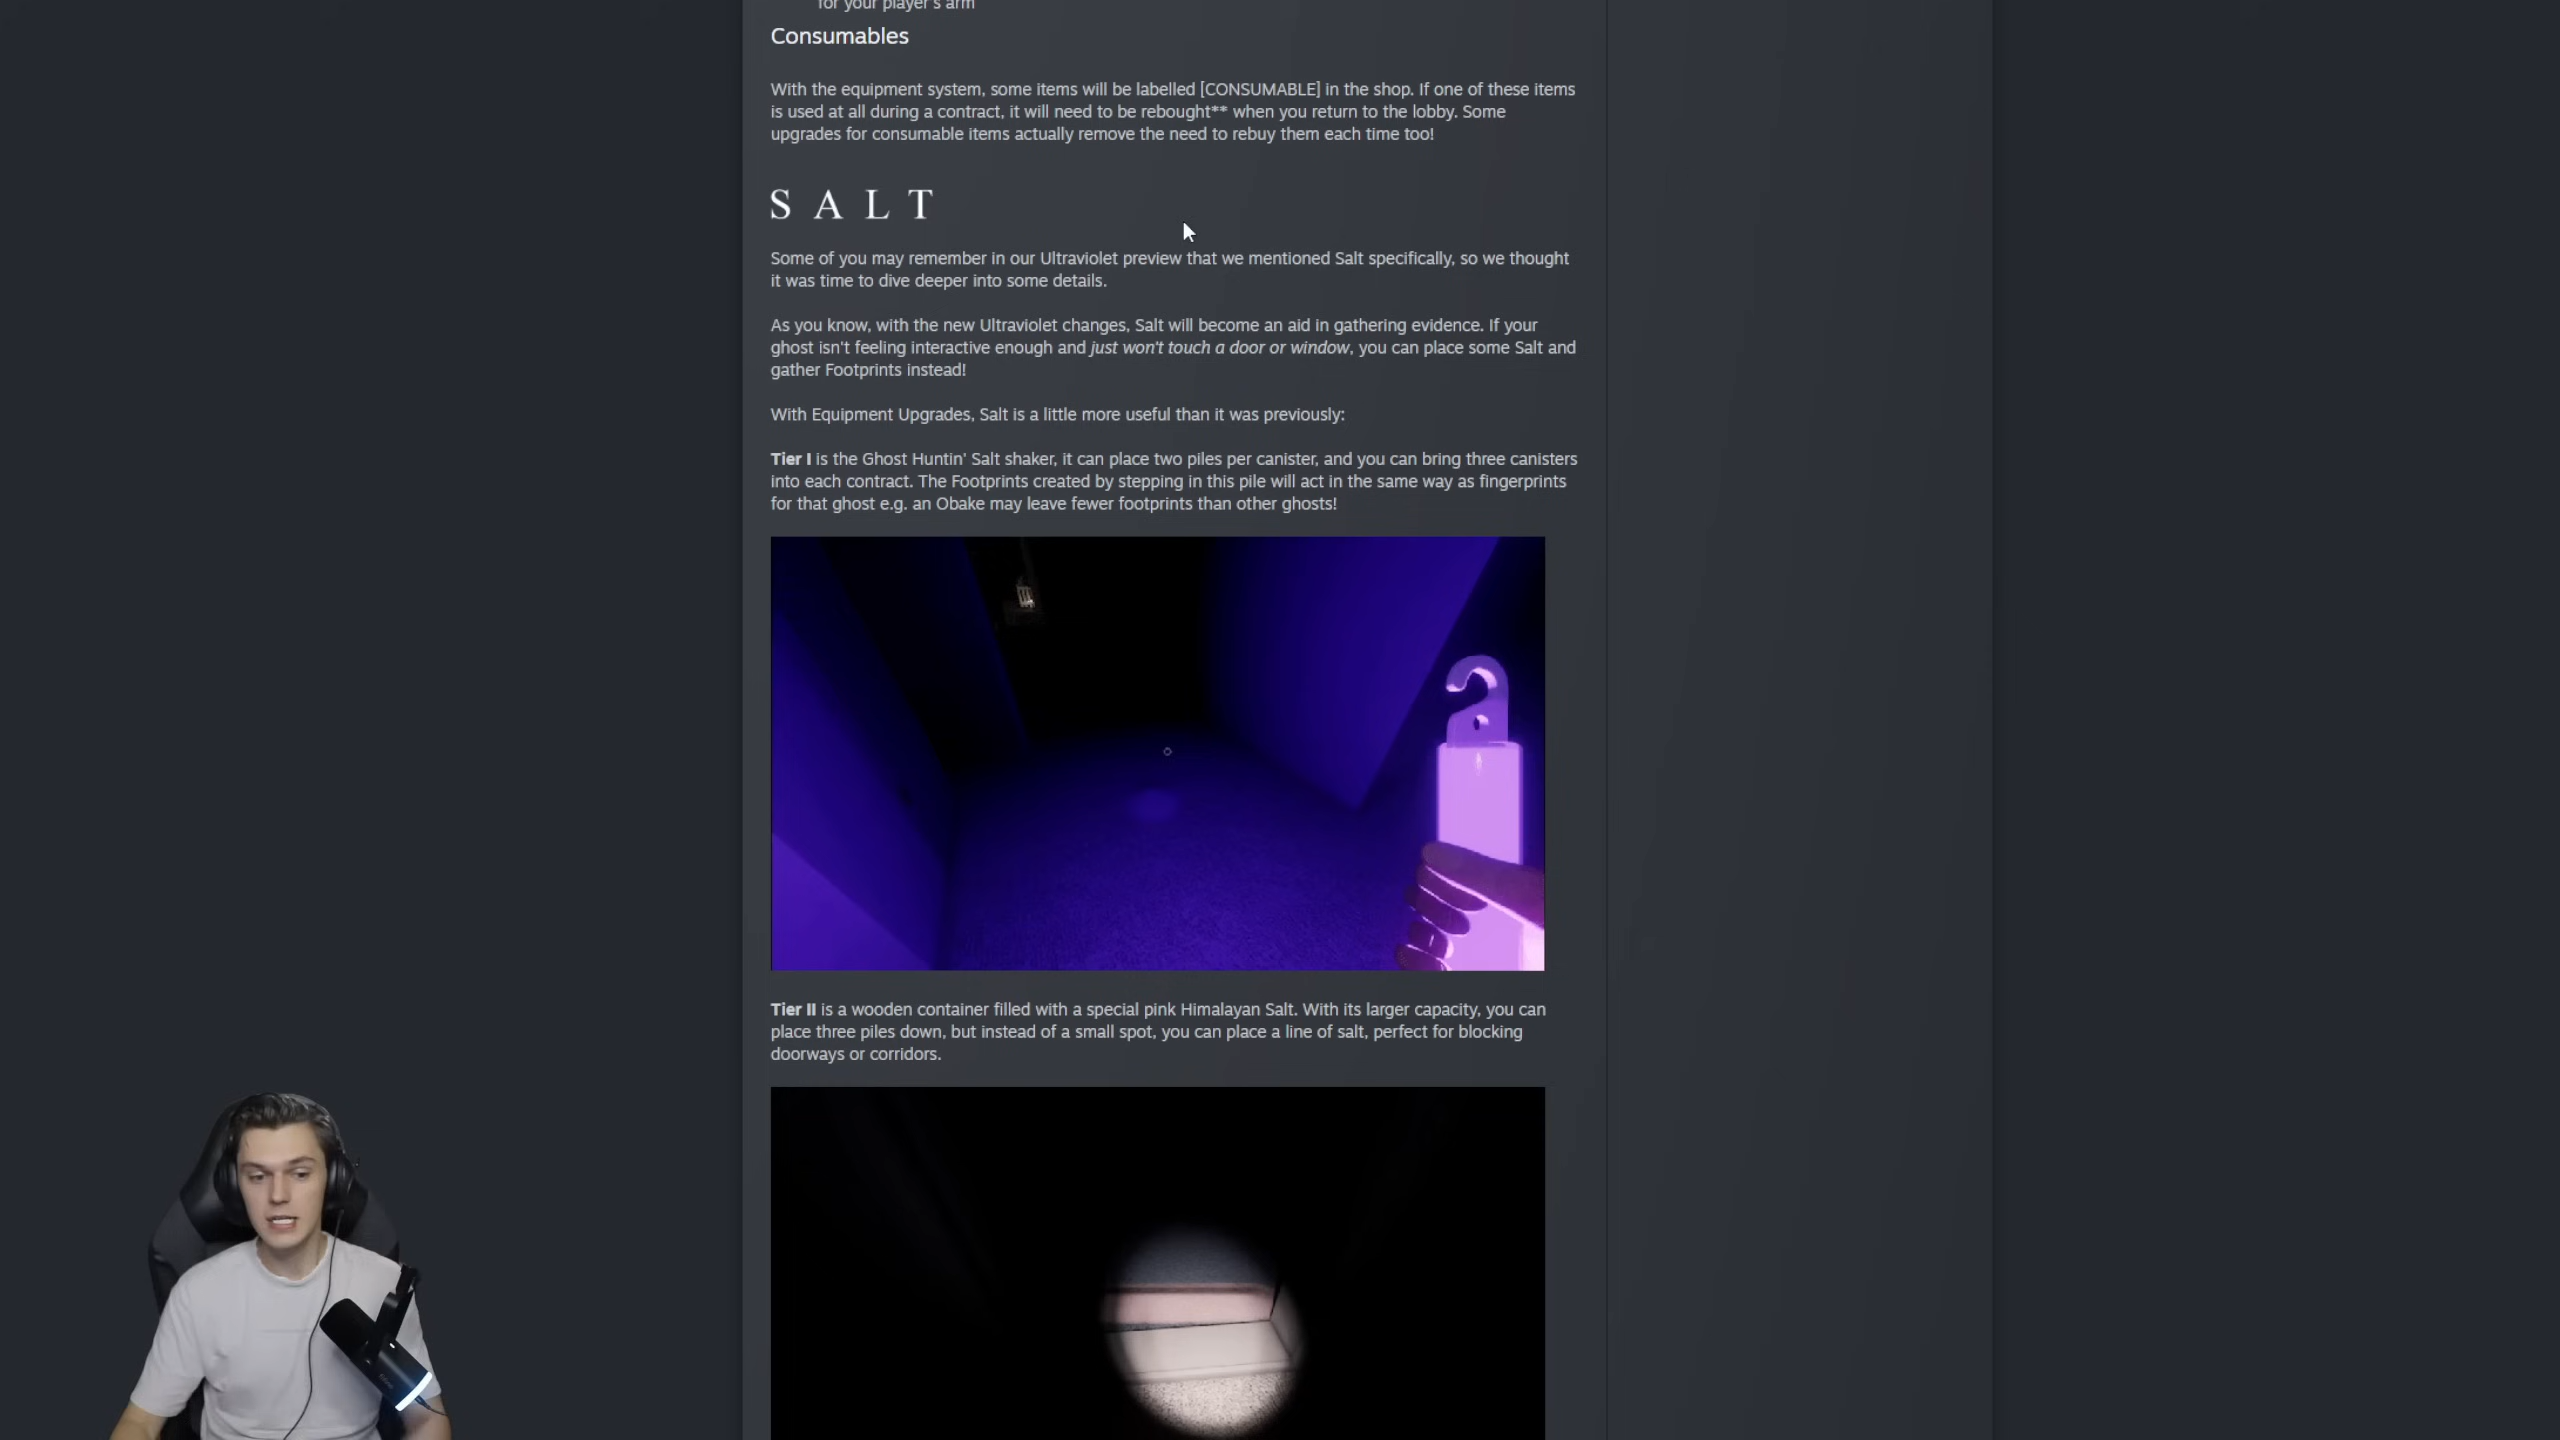 for your player's arm
Consumables
With the equipment system, some items will be labelled [CONSUMABLE] in the shop. If one of these items
is used at all during a contract, it will need to be rebought** when you return to the lobby. Some
upgrades for consumable items actually remove the need to rebuy them each time too!
SALT
Some of you may remember in our Ultraviolet preview that we mentioned Salt specifically, so we thought
it was time to dive deeper into some details.
As you know, with the new Ultraviolet changes, Salt will become an aid in gathering evidence. If your
ghost isn't feeling interactive enough and just won't touch a door or window, you can place some Salt and
gather Footprints instead!
With Equipment Upgrades, Salt is a little more useful than it was previously:
Tier I is the Ghost Huntin' Salt shaker, it can place two piles per canister, and you can bring three canisters
into each contract. The Footprints created by stepping in this pile will act in the same way as fingerprints
for that ghost e.g. an Obake may leave fewer footprints than other ghosts!
Tier II is a wooden container filled with a special pink Himalayan Salt. With its larger capacity, you can
place three piles down, but instead of a small spot, you can place a line of salt, perfect for blocking
doorways or corridors.